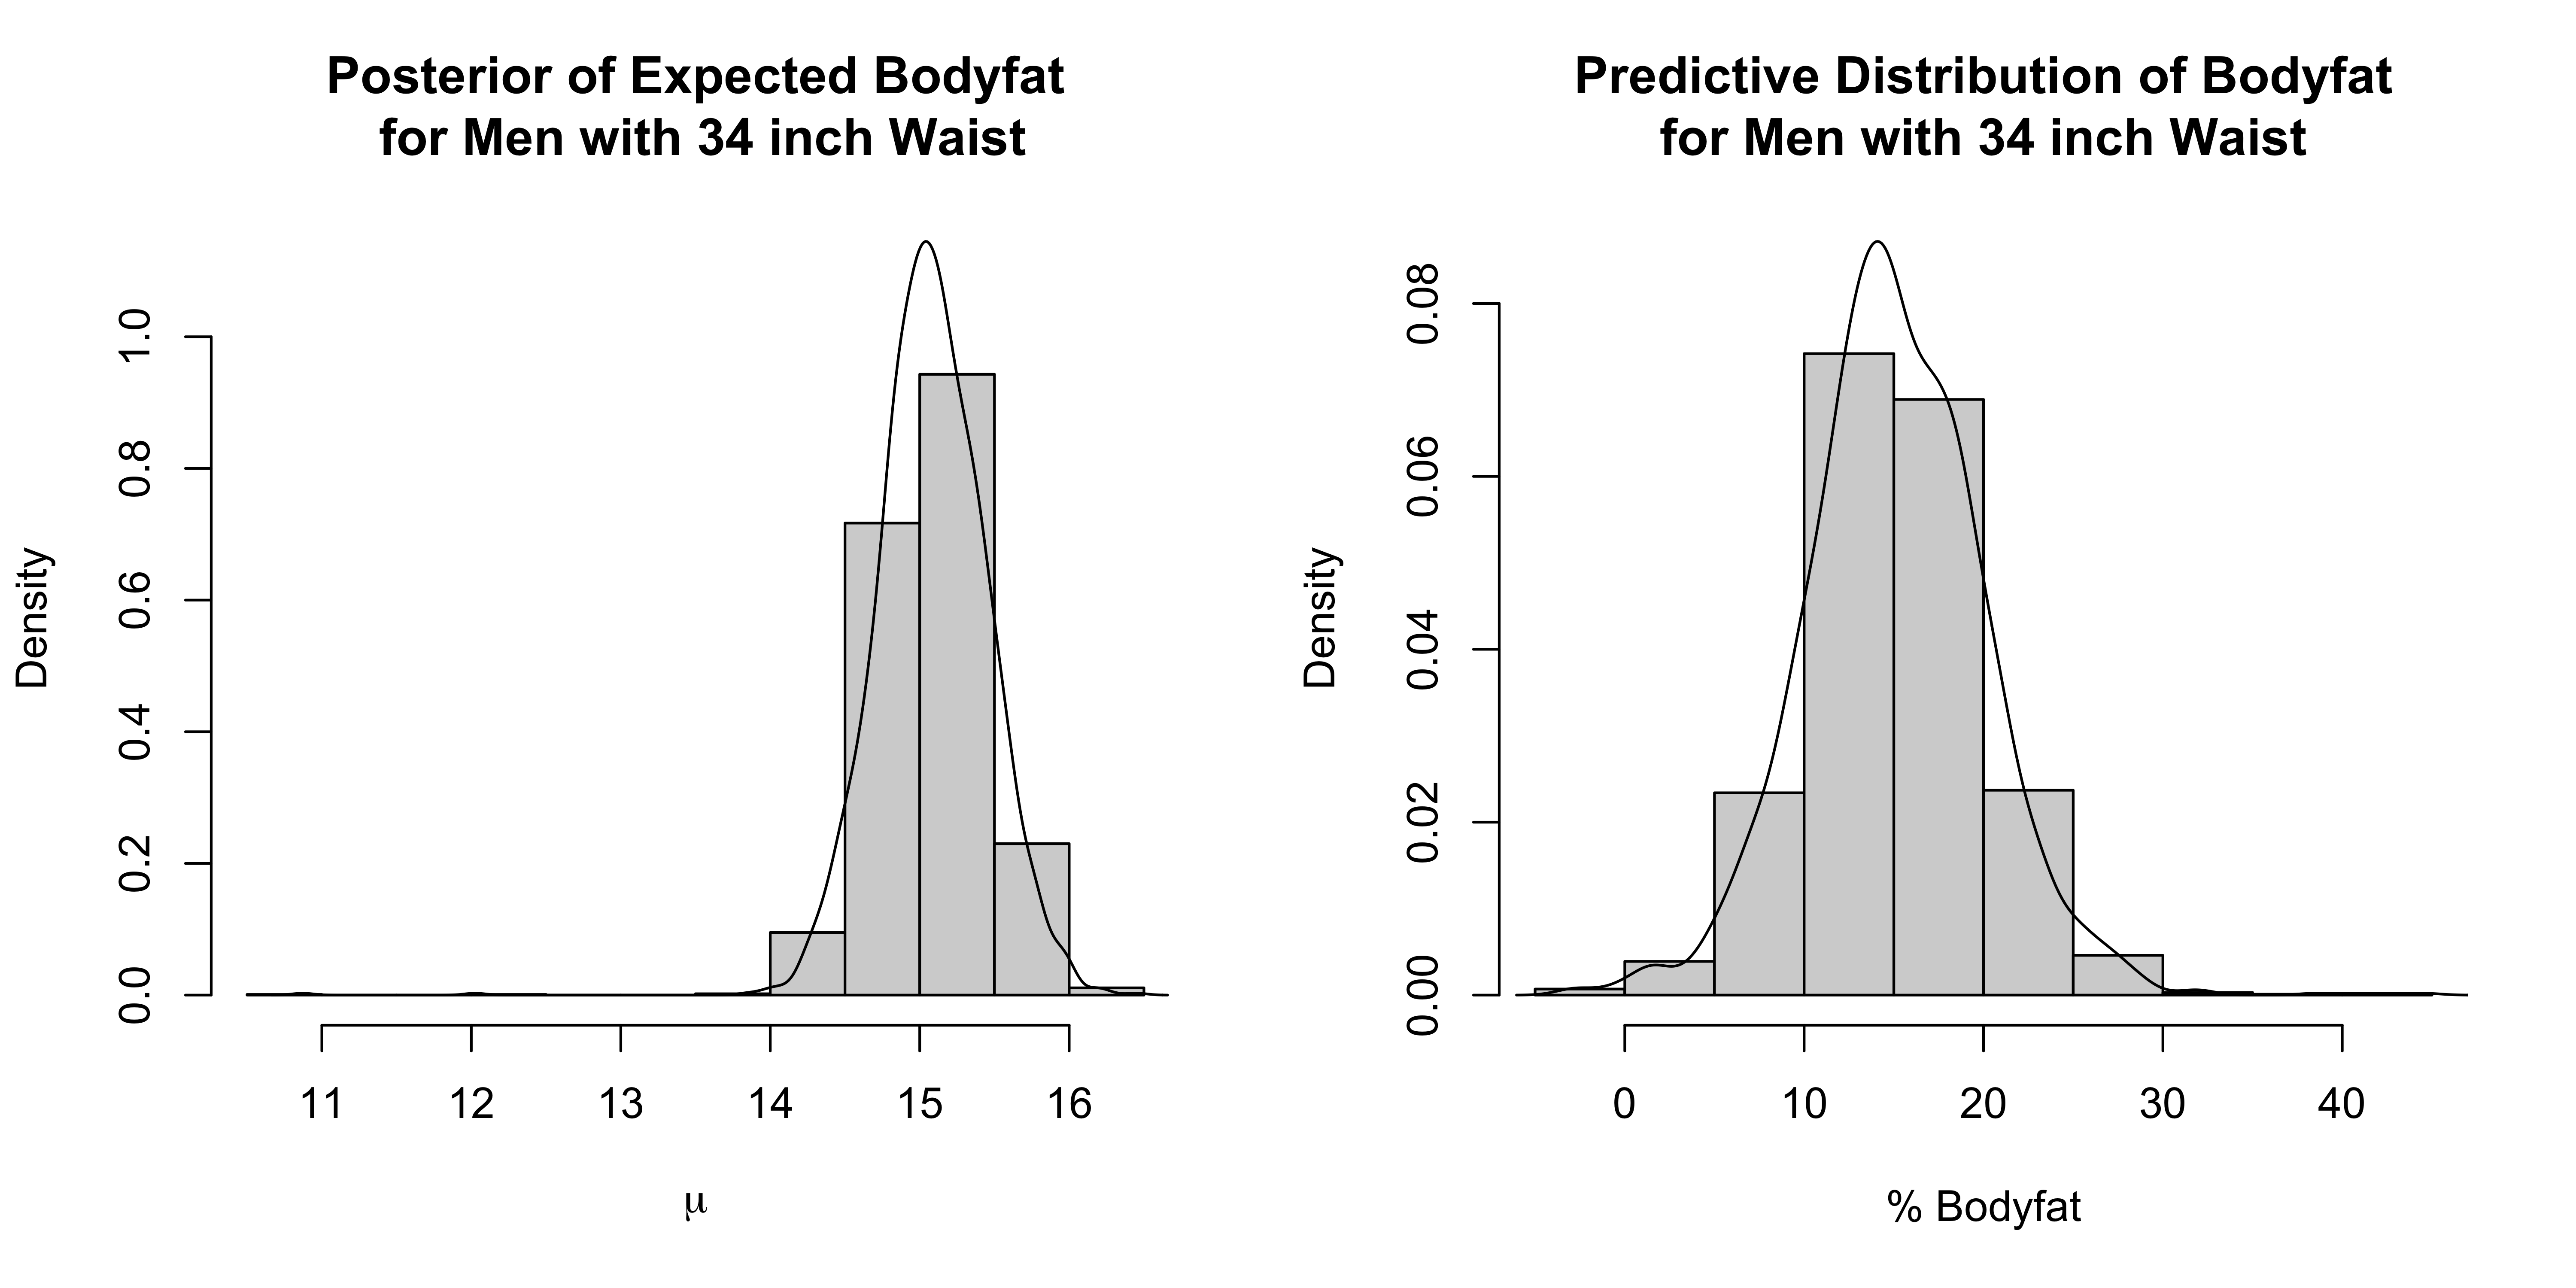 Posterior of Expected Bodyfat
for Men with 34 inch Waist
Density
1.0
0.8
0.6
0.4
0.2
0.0
11 12 13 14 15 16
μ
Predictive Distribution of Bodyfat
for Men with 34 inch Waist
Density
0.08
0.06
0.04
0.02
0.00
0 10 20 30 40
% Bodyfat